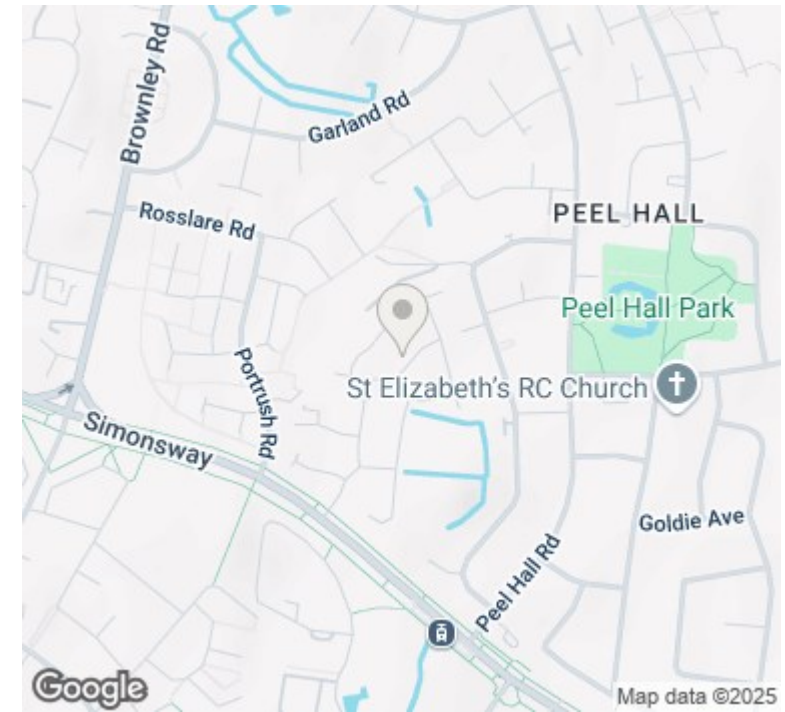 Brownley Rd
Garland Rd
Rosslare Rd
PEEL HALL
Peel Hall Park
Portrush Rd
St Elizabeth's RC Church
Simonsway
Goldie Ave
Peel Hall Rd
Google
Map data ©2025